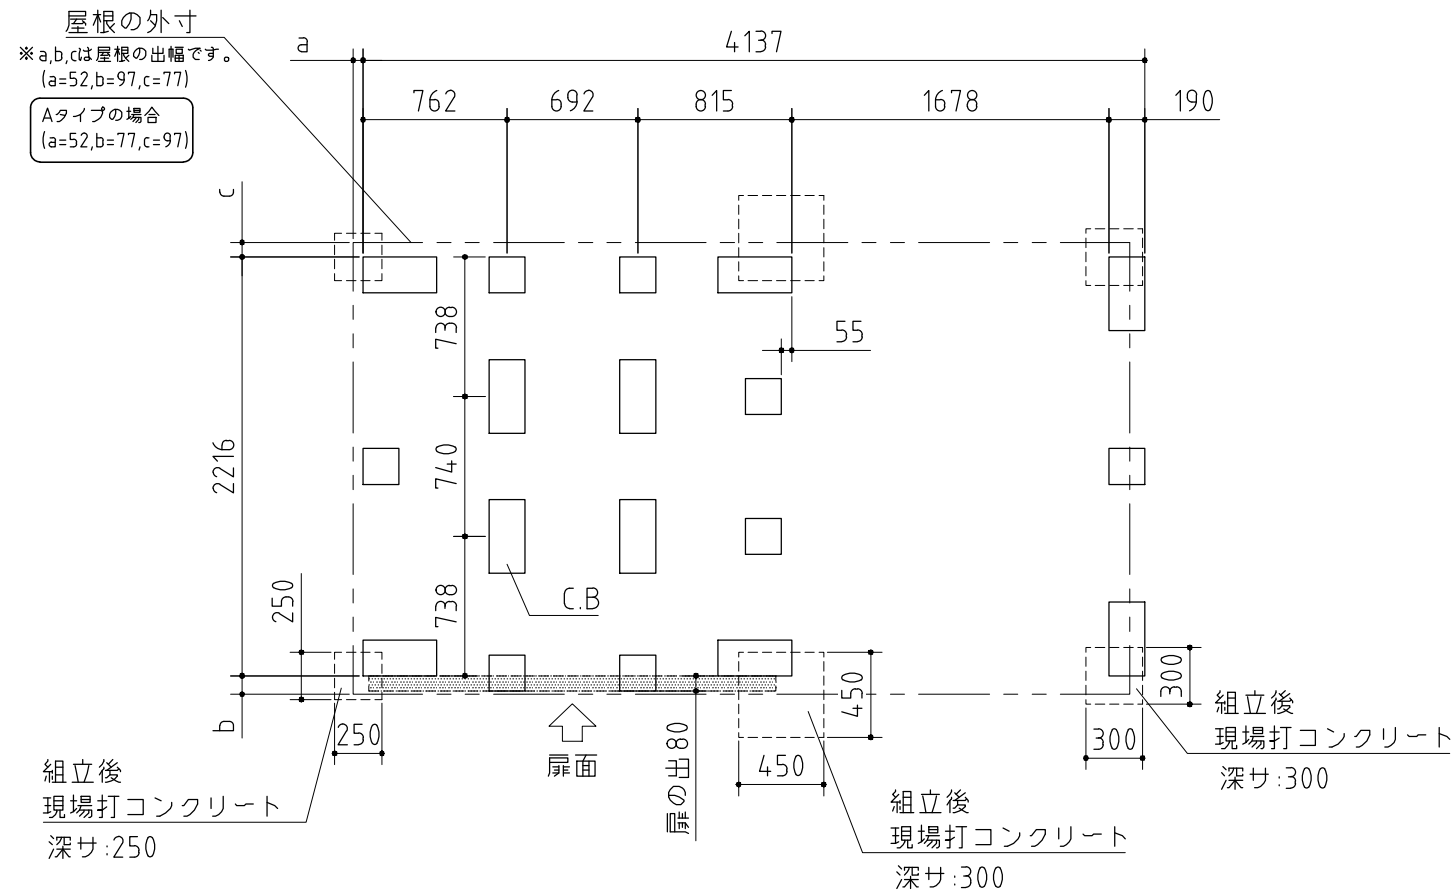 屋根の外寸
※a,b,cは屋根の出幅です。
(a=52,b=97,c=77)
Aタイプの場合
(a=52,b=77,c=97)
a
4137
762
692
815
1678
190
c
738
55
2216
740
C.B
250
738
b
250
扉面
扉の出80
450
450
300
300
組立後
現場打コンクリート
深サ:250
組立後
現場打コンクリート
深サ:300
組立後
現場打コンクリート
深サ:300